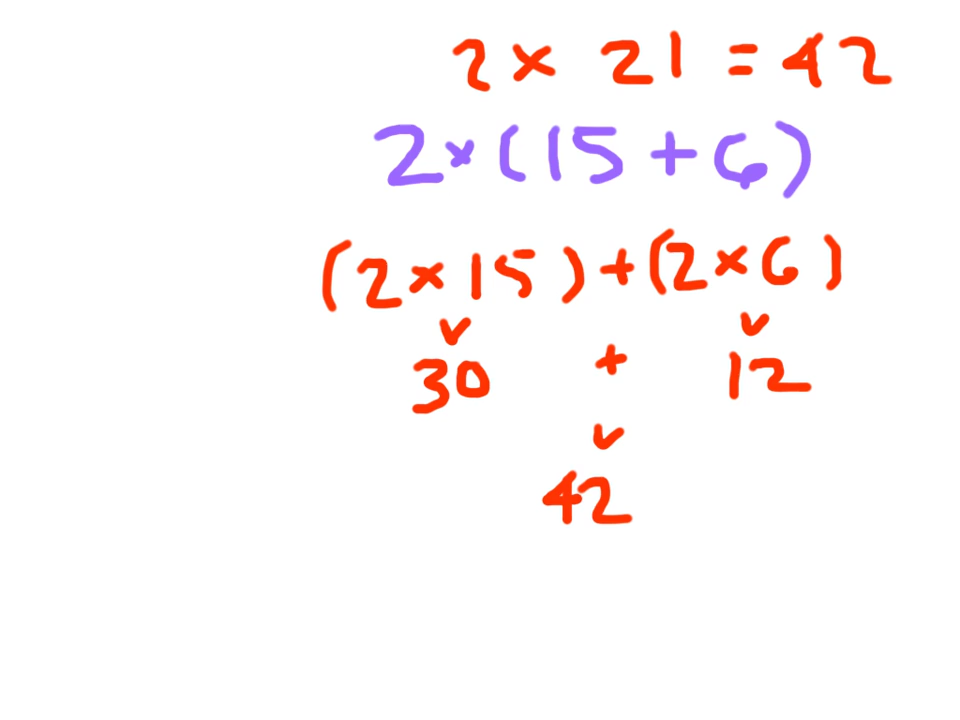 2 × 21 = 42
2 × (15 + 6)
(2 × 15) + (2 × 6)
30 + 12
42